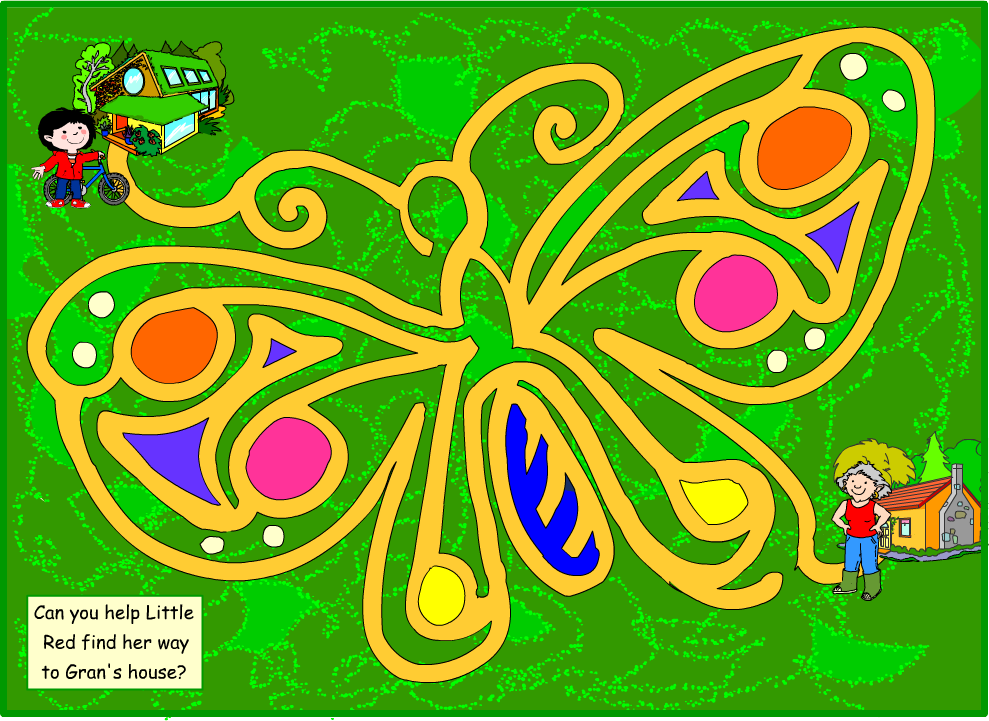 Can you help Little
Red find her way
to Gran's house?